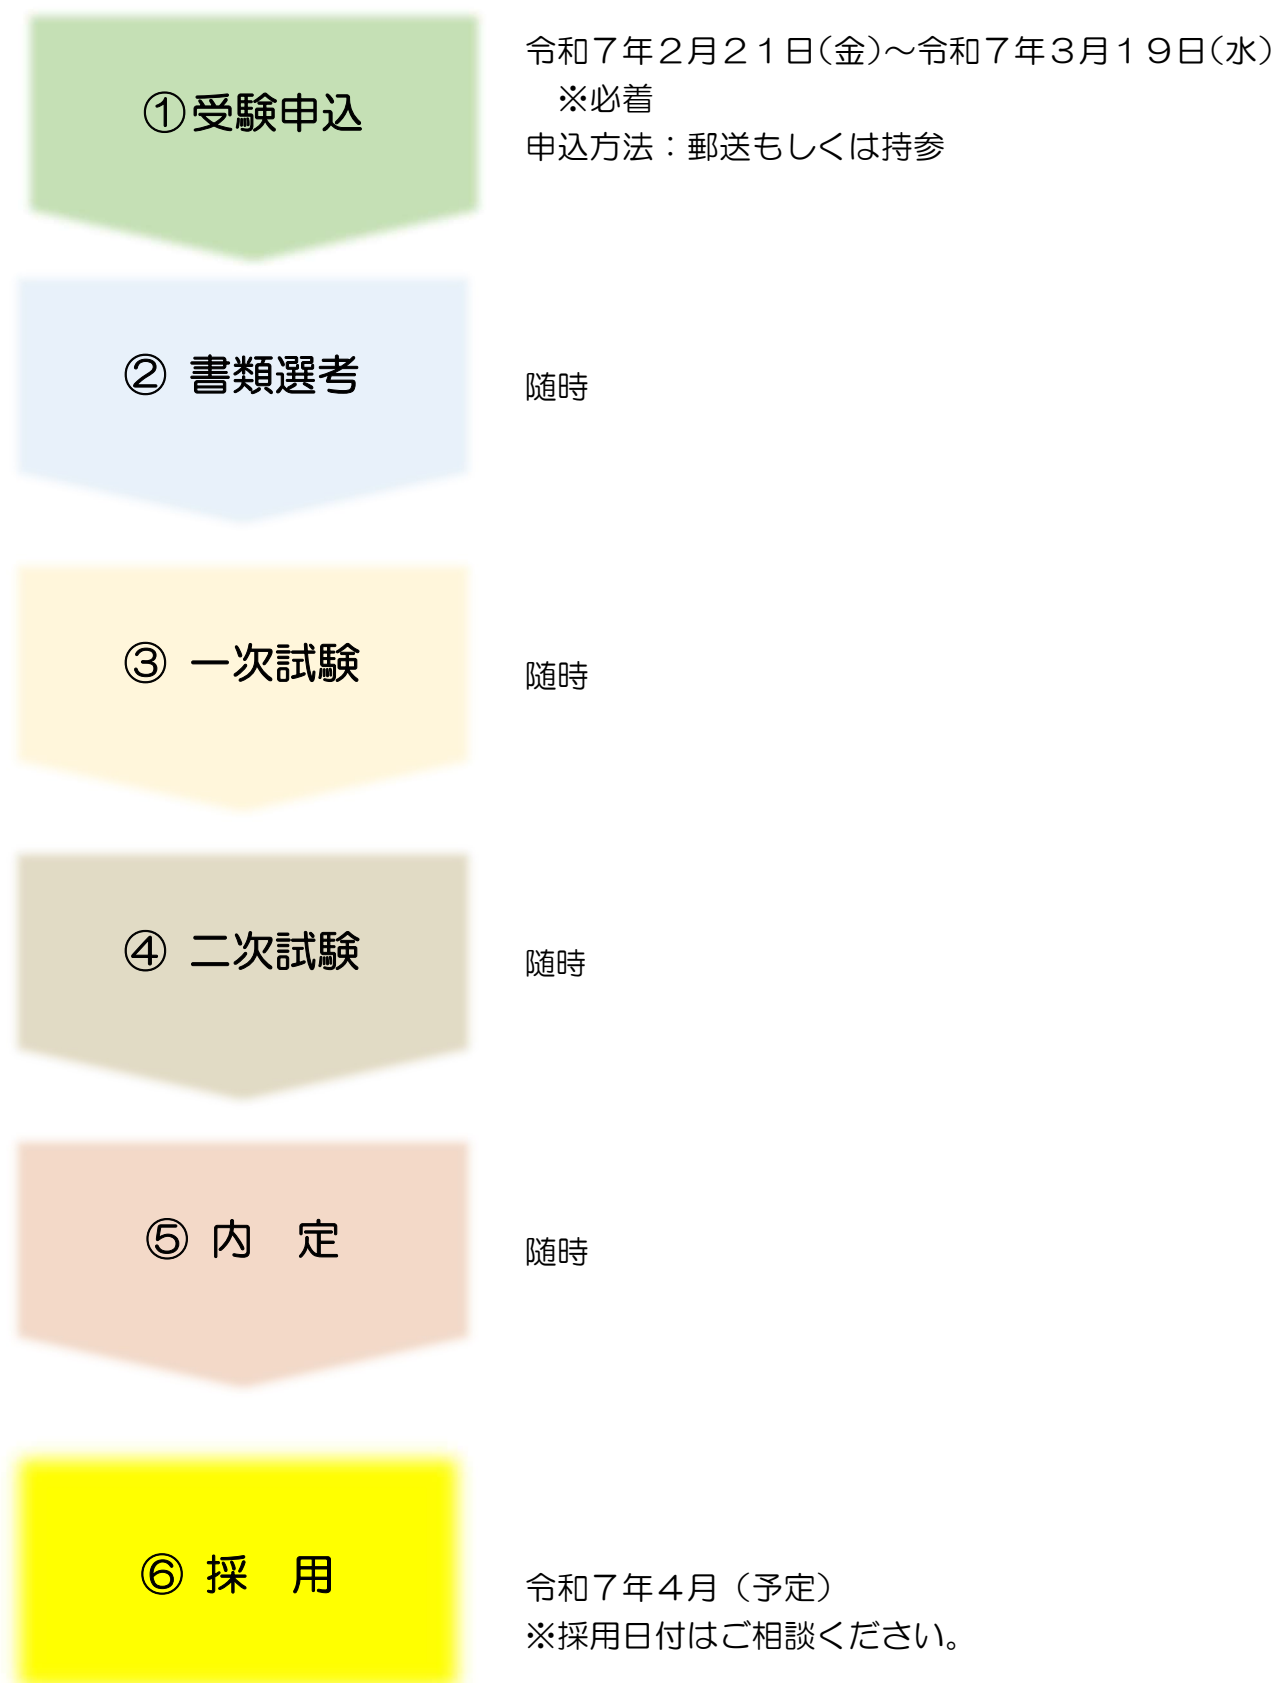 ①受験申込
令和７年２月２１日(金)～令和７年３月１９日(水)
　※必着
申込方法：郵送もしくは持参
② 書類選考
随時
③ 一次試験
随時
④ 二次試験
随時
⑤ 内　定
随時
⑥ 採　用
令和７年４月（予定）
※採用日付はご相談ください。